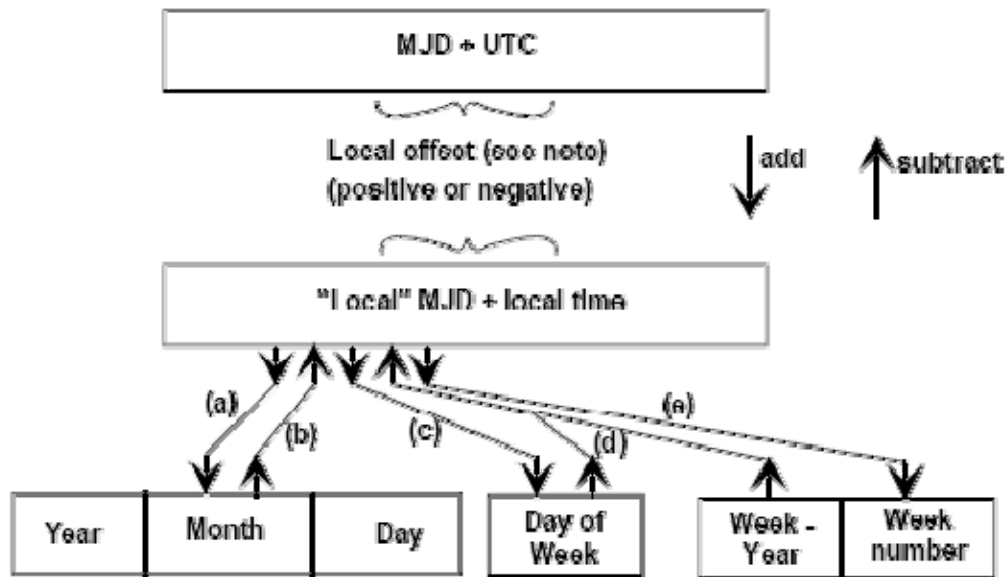 MJD + UTC
Local offset (see note)
(positive or negative)
add
subtract
"Local" MJD + local time
(a)
(b)
(c)
(d)
(e)
Year
Month
Day
Day of
Week
Week -
Year
Week
number